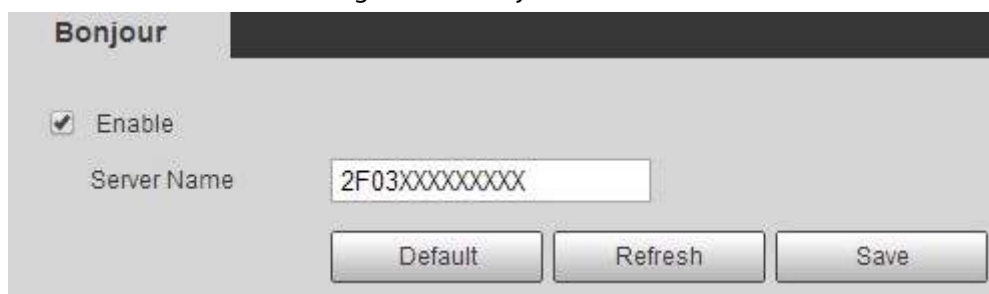 Bonjour
Enable
Server Name 2F03XXXXXXXXX
Default Refresh Save